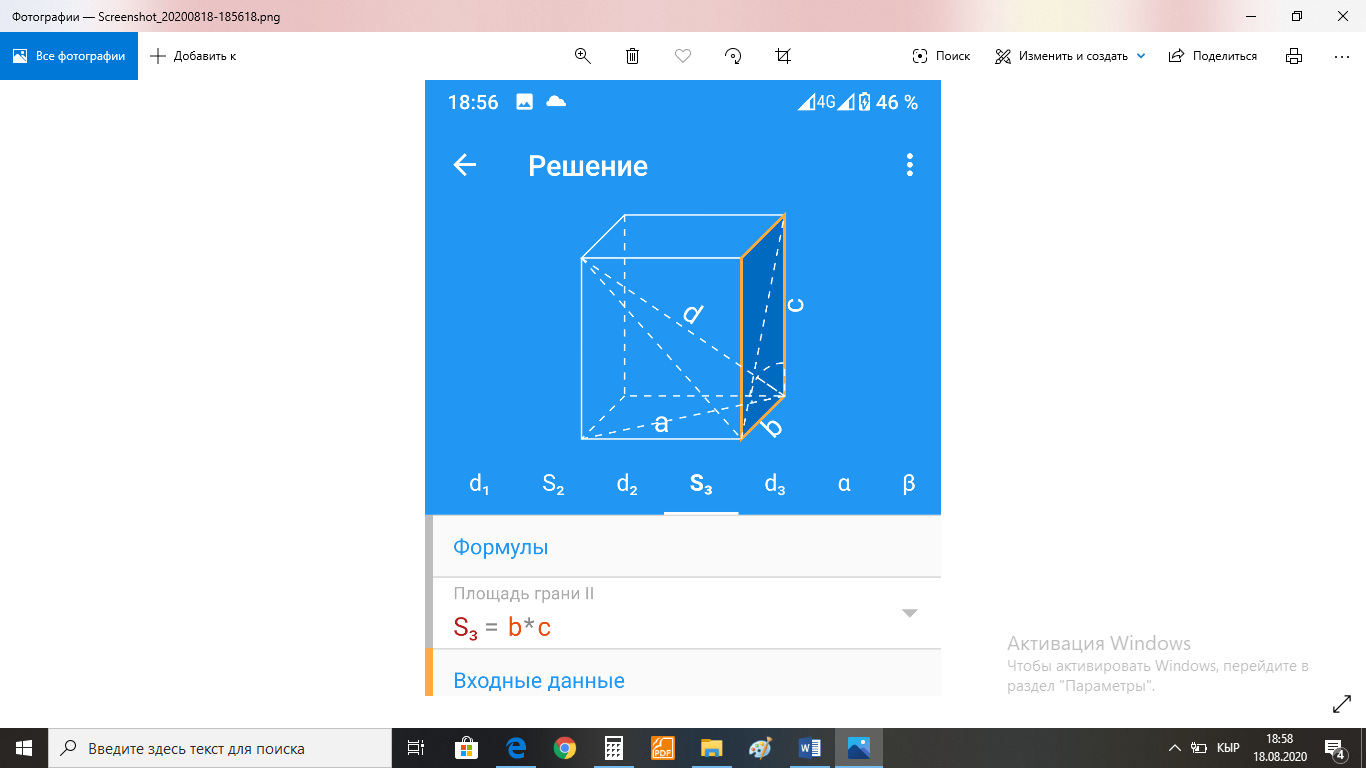 Фотографии — Screenshot_20200818-185618.png
Все фотографии
Добавить к
Поиск
Изменить и создать
Поделиться
18:56
4G
46 %
Решение
d
c
a
b
d₁ S₂ d₂ S₃ d₃ α β
Формулы
Площадь грани II
S₃ = b*c
Входные данные
Активация Windows
Чтобы активировать Windows, перейдите в
раздел "Параметры".
Введите здесь текст для поиска
PDF
КЫР
18:58
18.08.2020
4